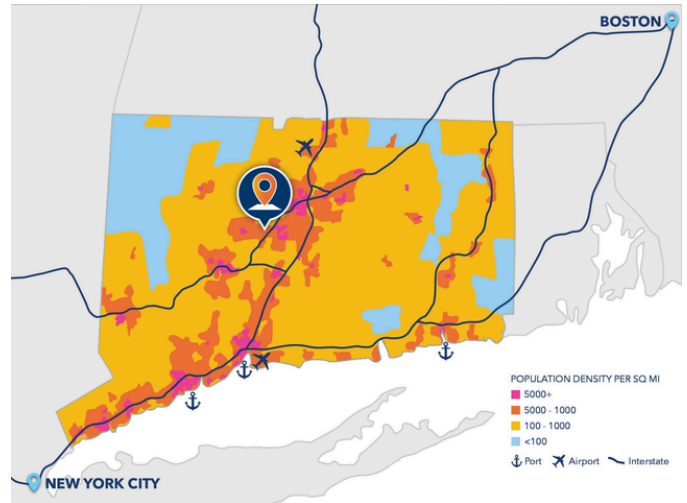 BOSTON
NEW YORK CITY
POPULATION DENSITY PER SQ MI
5000+
5000 - 1000
100 - 1000
<100
Port Airport Interstate